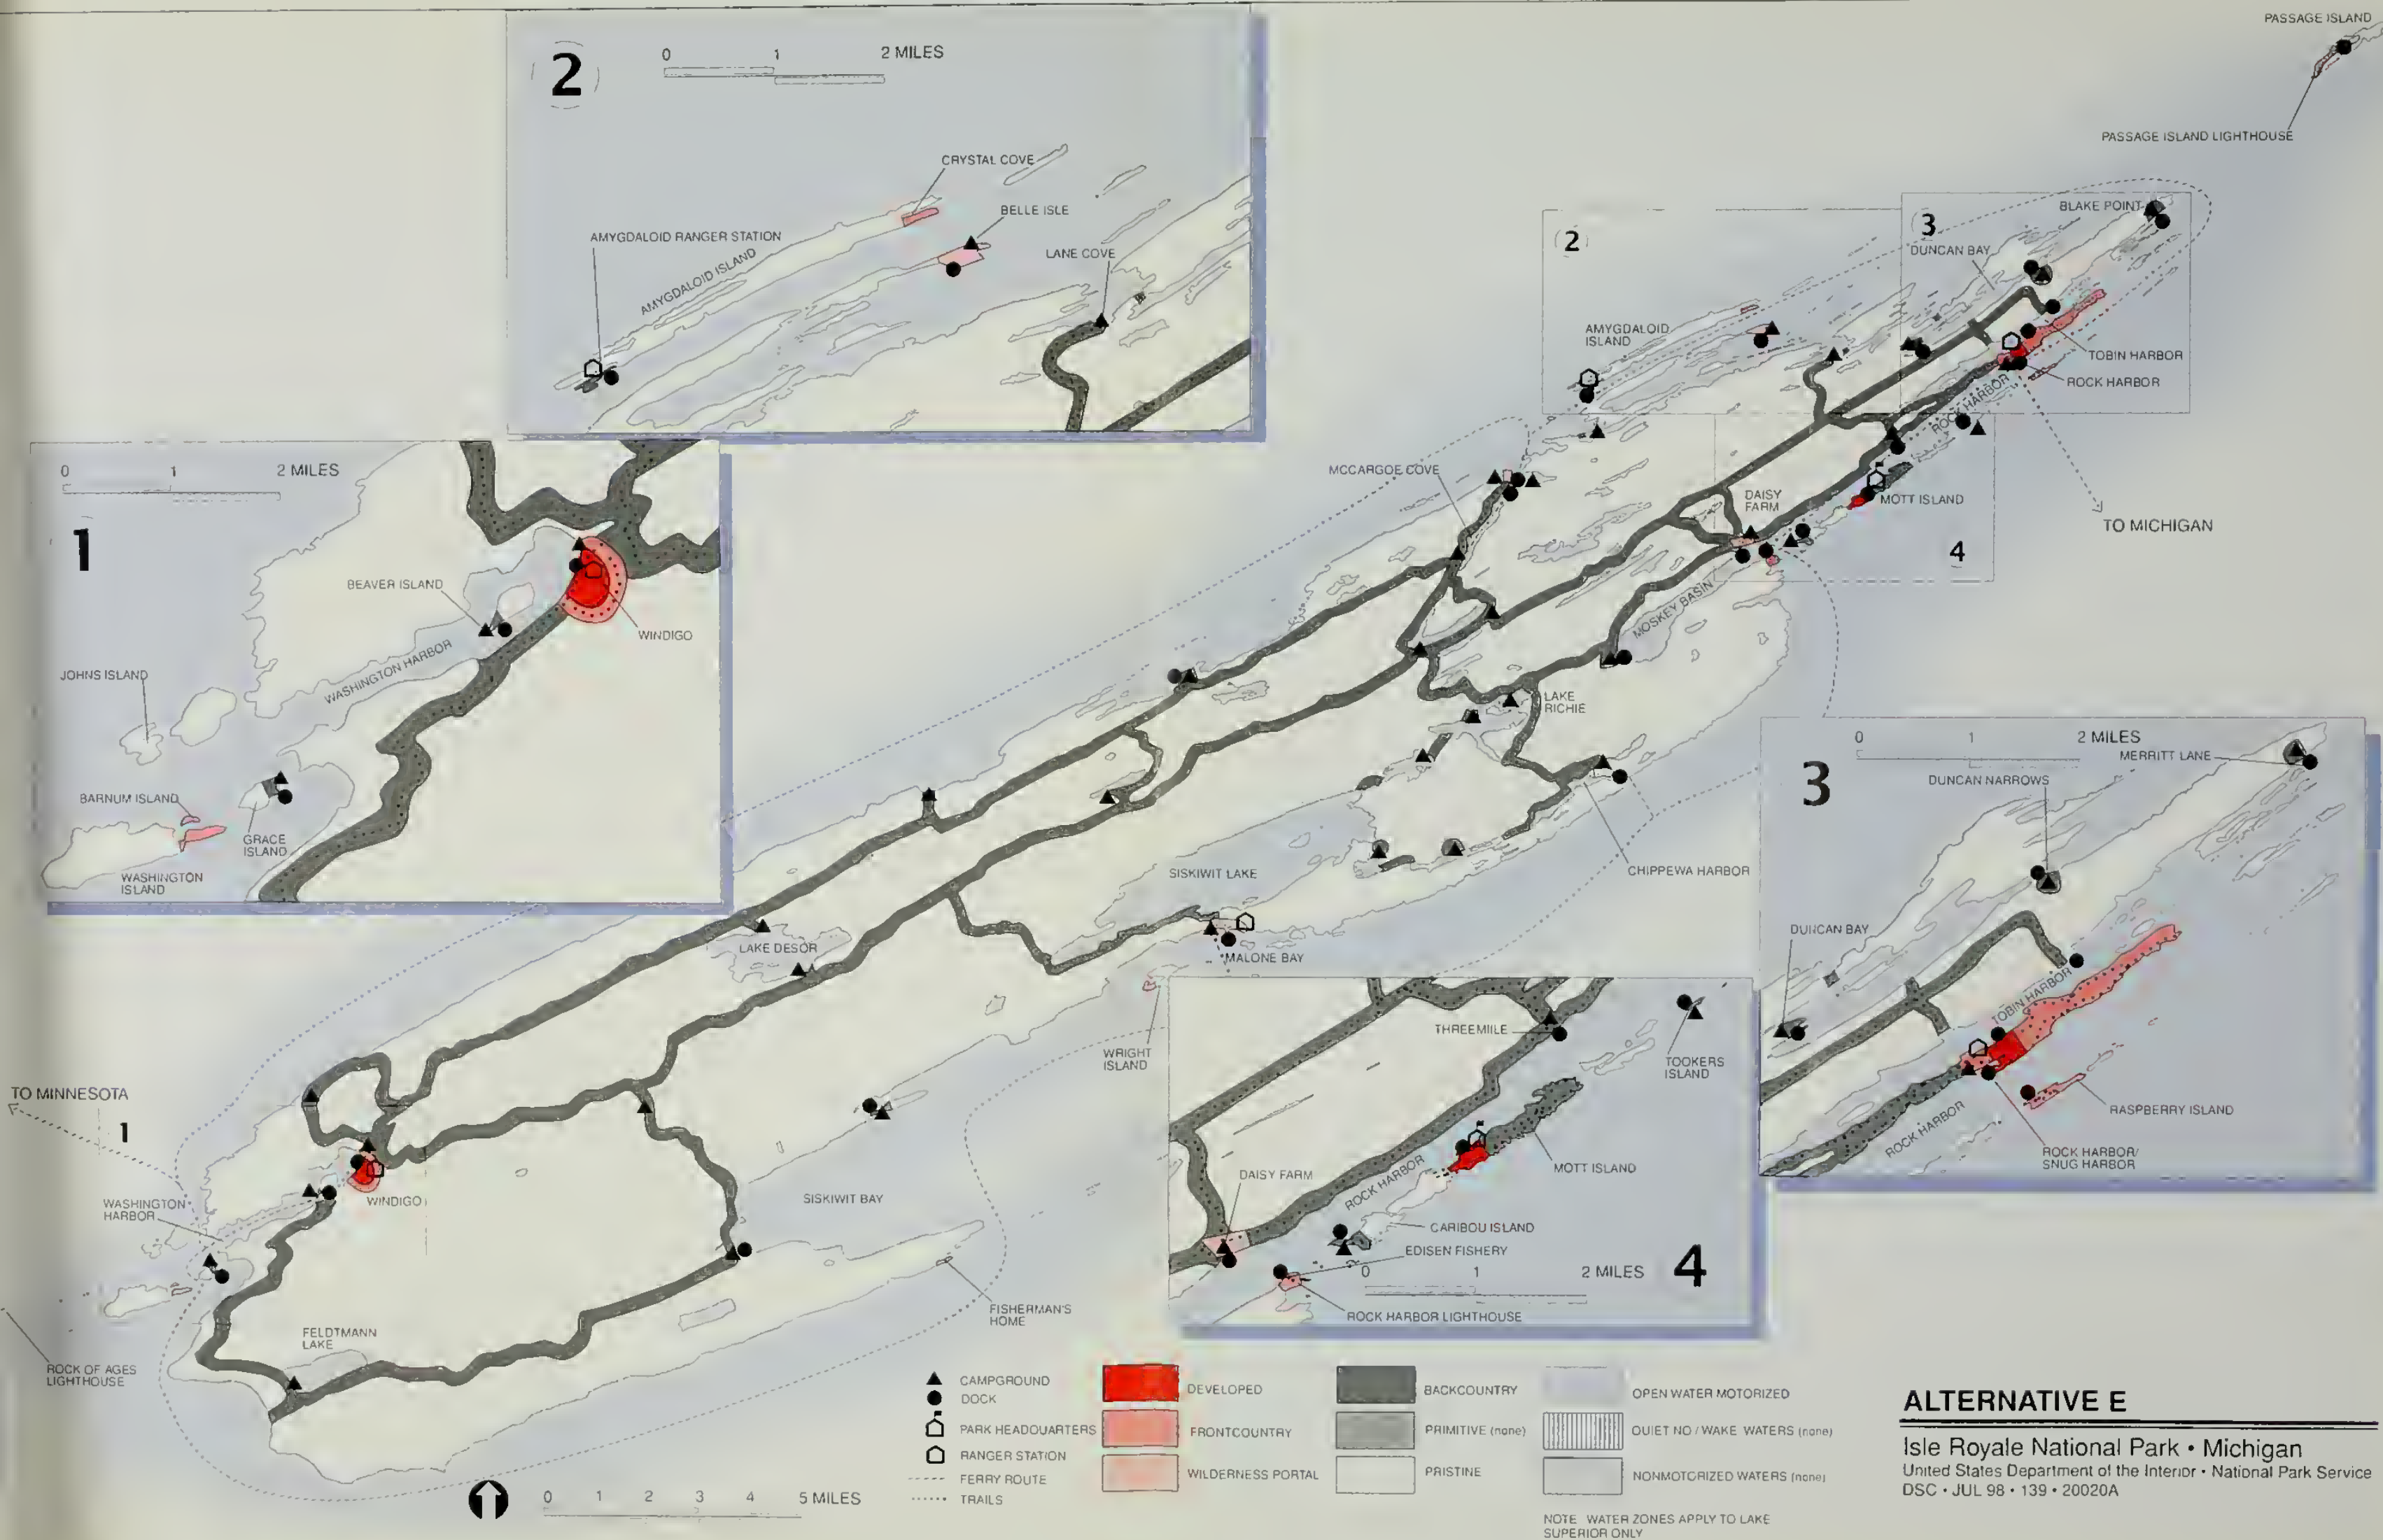 2
0 1 2 MILES
CRYSTAL COVE
BELLE ISLE
AMYGDALOID RANGER STATION
LANE COVE
AMYGDALOID ISLAND
PASSAGE ISLAND
PASSAGE ISLAND LIGHTHOUSE
2
3
BLAKE POINT
DUNCAN BAY
AMYGDALOID
ISLAND
TOBIN HARBOR
ROCK HARBOR
ROCK HARBOR
MCCARGOE COVE
DAISY
FARM
MOTT ISLAND
TO MICHIGAN
4
MOSKEY BASIN
LAKE
RICHIE
CHIPPEWA HARBOR
SISKIWIT LAKE
MALONE BAY
LAKE DESOR
WRIGHT
ISLAND
TO MINNESOTA
1
WINDIGO
WASHINGTON
HARBOR
SISKIWIT BAY
FISHERMAN'S
HOME
FELDTMANN
LAKE
ROCK OF AGES
LIGHTHOUSE
0 1 2 MILES
1
BEAVER ISLAND
WINDIGO
WASHINGTON HARBOR
JOHNS ISLAND
BARNUM ISLAND
GRACE
ISLAND
WASHINGTON
ISLAND
0 1 2 MILES
3
MERRITT LANE
DUNCAN NARROWS
DUNCAN BAY
TOBIN HARBOR
ROCK HARBOR
RASPBERRY ISLAND
ROCK HARBOR/
SNUG HARBOR
THREEMILE
TOOKERS
ISLAND
MOTT ISLAND
DAISY FARM
ROCK HARBOR
CARIBOU ISLAND
EDISEN FISHERY
0 1 2 MILES
4
ROCK HARBOR LIGHTHOUSE
0 1 2 3 4 5 MILES
CAMPGROUND
DOCK
PARK HEADQUARTERS
RANGER STATION
FERRY ROUTE
TRAILS
DEVELOPED
FRONTCOUNTRY
WILDERNESS PORTAL
BACKCOUNTRY
PRIMITIVE (none)
PRISTINE
OPEN WATER MOTORIZED
QUIET NO / WAKE WATERS (none)
NONMOTORIZED WATERS (none)
NOTE WATER ZONES APPLY TO LAKE
SUPERIOR ONLY
ALTERNATIVE E
Isle Royale National Park • Michigan
United States Department of the Interior • National Park Service
DSC • JUL 98 • 139 • 20020A